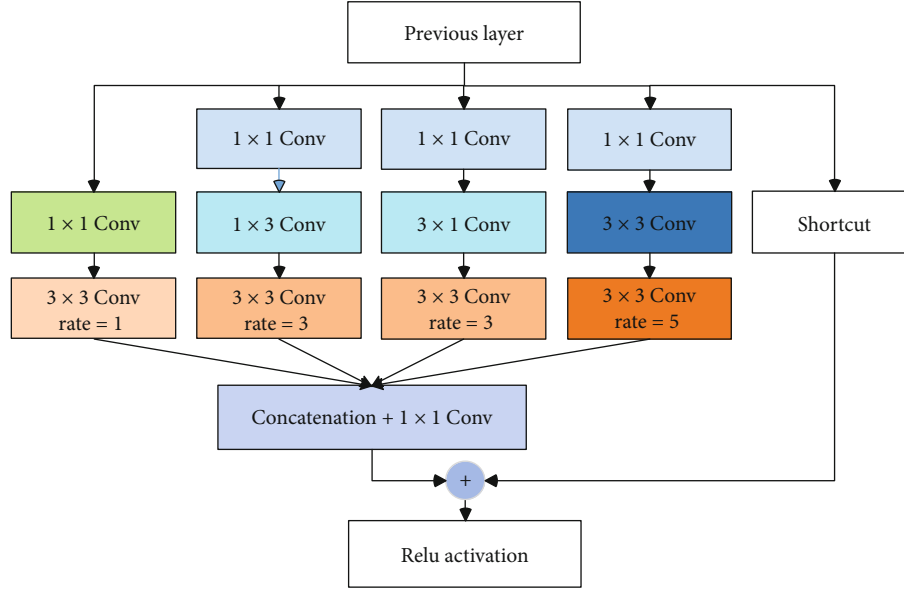 Previous layer
1 × 1 Conv
1 × 1 Conv
1 × 1 Conv
1 × 1 Conv
1 × 3 Conv
3 × 1 Conv
3 × 3 Conv
Shortcut
3 × 3 Conv
rate = 1
3 × 3 Conv
rate = 3
3 × 3 Conv
rate = 3
3 × 3 Conv
rate = 5
Concatenation + 1 × 1 Conv
+
Relu activation